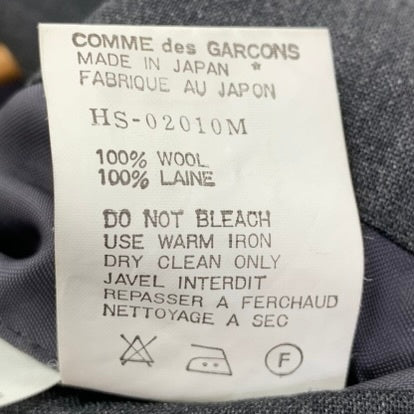 COMME des GARCONS
MADE IN JAPAN *
FABRIQUE AU JAPON
HS-02010M
100% WOOL
100% LAINE
DO NOT BLEACH
USE WARM IRON
DRY CLEAN ONLY
JAVEL INTERDIT
REPASSER A FERCHAUD
NETTOYAGE A SEC
F